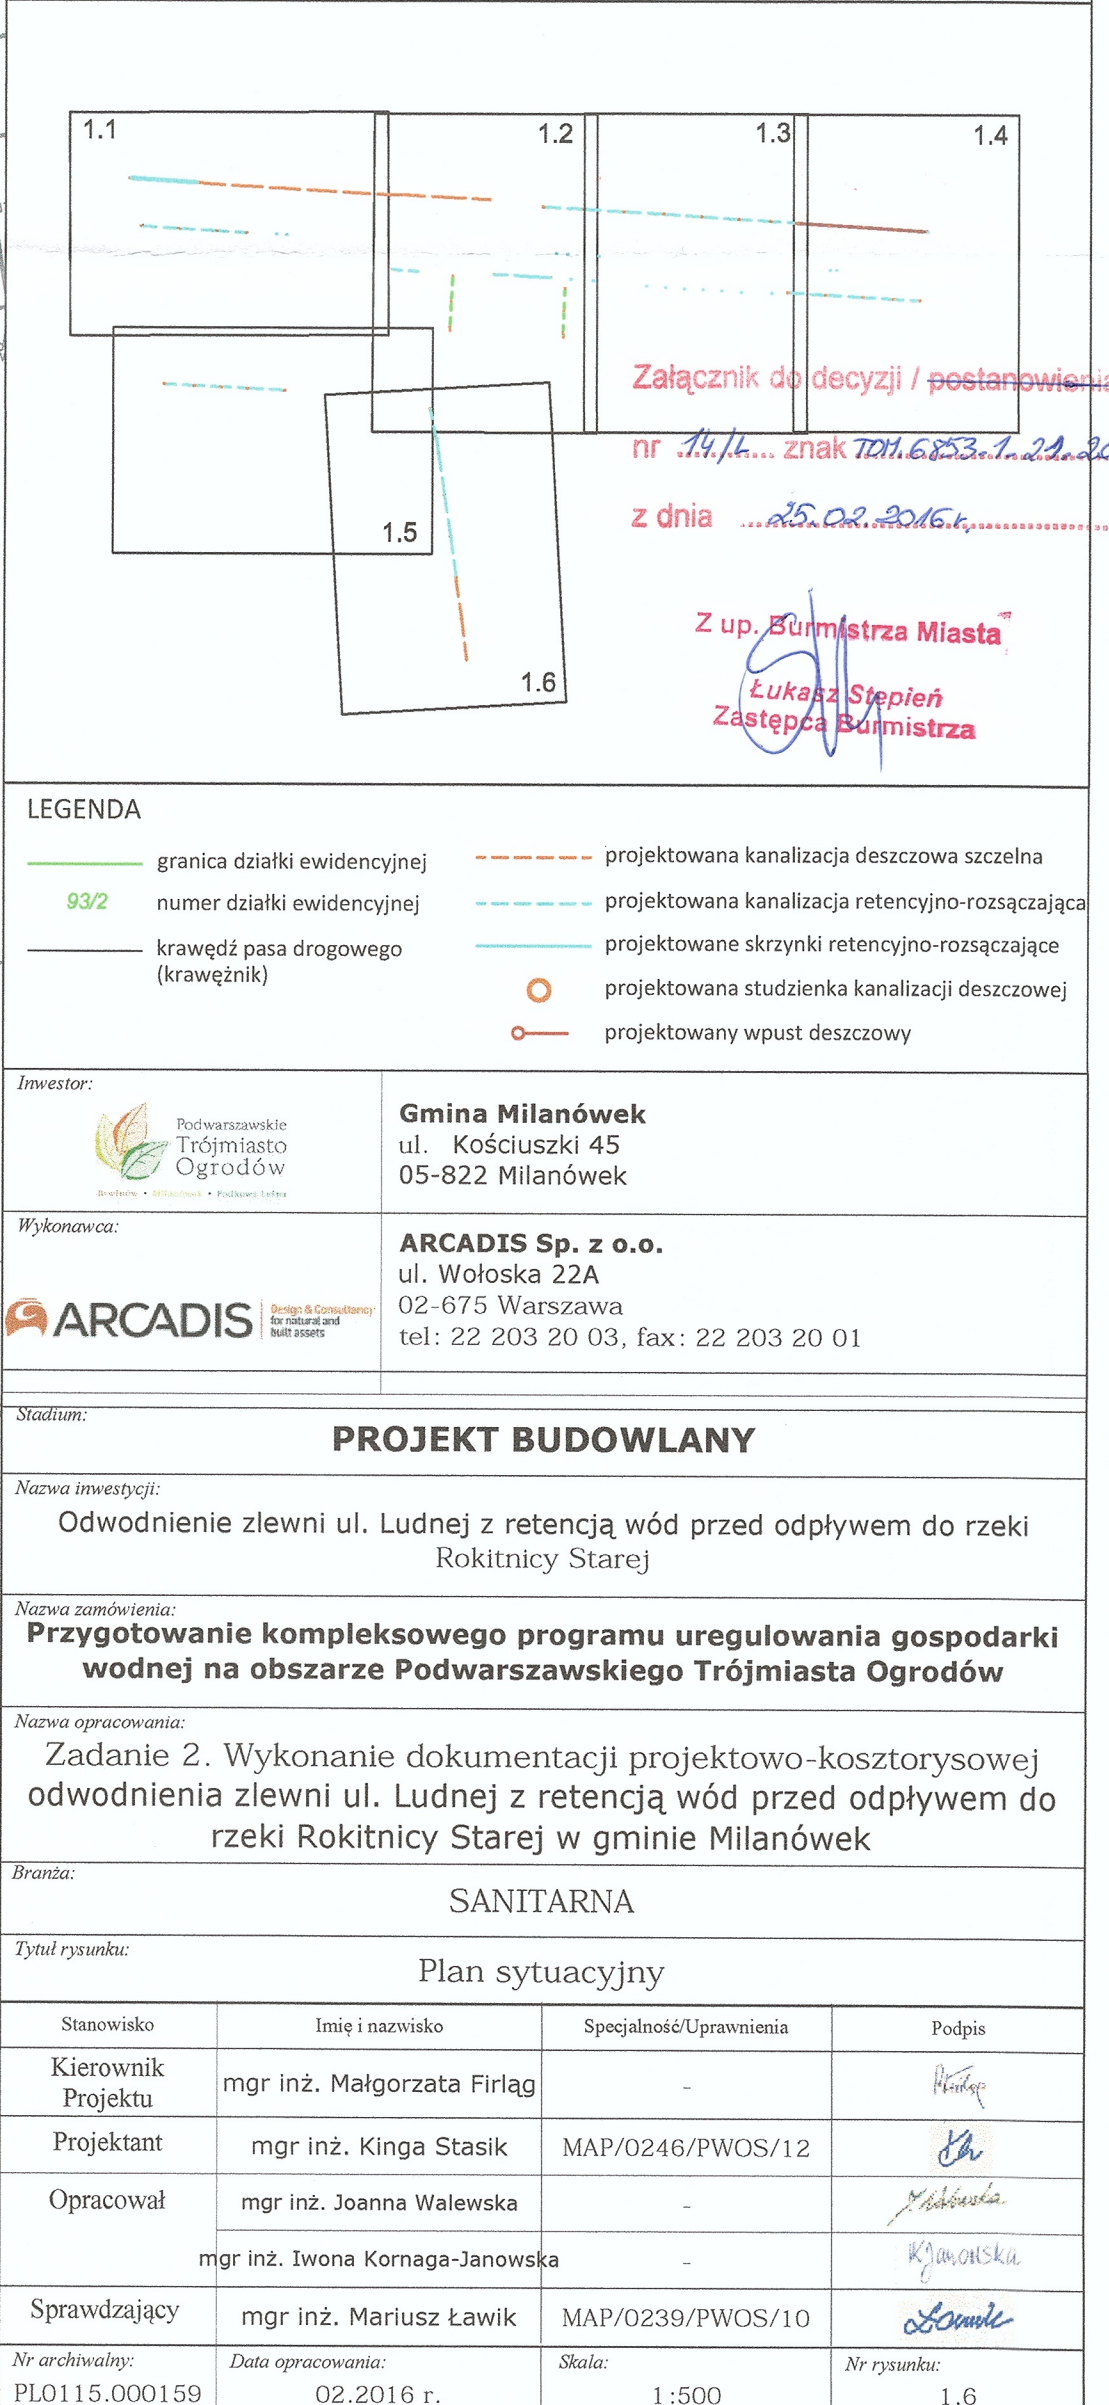 1.1
1.2
1.3
1.4
1.5
1.6
Załącznik do decyzji / postanowienia
nr 14/L znak TOM.6853.1.21.20
z dnia 25.02.2016 r.
Z up. Burmistrza Miasta
Łukasz Stępień
Zastępca Burmistrza
LEGENDA
granica działki ewidencyjnej
93/2 numer działki ewidencyjnej
krawędź pasa drogowego
(krawężnik)
projektowana kanalizacja deszczowa szczelna
projektowana kanalizacja retencyjno-rozsączająca
projektowane skrzynki retencyjno-rozsączające
projektowana studzienka kanalizacji deszczowej
projektowany wpust deszczowy
Inwestor:
Podwarszawskie
Trójmiasto
Ogrodów
Brwinów • Milanówek • Podkowa Leśna
Gmina Milanówek
ul. Kościuszki 45
05-822 Milanówek
Wykonawca:
ARCADIS
Design & Consultancy
for natural and
built assets
ARCADIS Sp. z o.o.
ul. Wołoska 22A
02-675 Warszawa
tel: 22 203 20 03, fax: 22 203 20 01
Stadium:
PROJEKT BUDOWLANY
Nazwa inwestycji:
Odwodnienie zlewni ul. Ludnej z retencją wód przed odpływem do rzeki
Rokitnicy Starej
Nazwa zamówienia:
Przygotowanie kompleksowego programu uregulowania gospodarki
wodnej na obszarze Podwarszawskiego Trójmiasta Ogrodów
Nazwa opracowania:
Zadanie 2. Wykonanie dokumentacji projektowo-kosztorysowej
odwodnienia zlewni ul. Ludnej z retencją wód przed odpływem do
rzeki Rokitnicy Starej w gminie Milanówek
Branża:
SANITARNA
Tytuł rysunku:
Plan sytuacyjny
Stanowisko Imię i nazwisko Specjalność/Uprawnienia Podpis
Kierownik
Projektu mgr inż. Małgorzata Firląg -
Projektant mgr inż. Kinga Stasik MAP/0246/PWOS/12
Opracował mgr inż. Joanna Walewska -
mgr inż. Iwona Kornaga-Janowska - KJanowska
Sprawdzający mgr inż. Mariusz Ławik MAP/0239/PWOS/10
Nr archiwalny: Data opracowania: Skala: Nr rysunku:
PL0115.000159 02.2016 r. 1:500 1.6